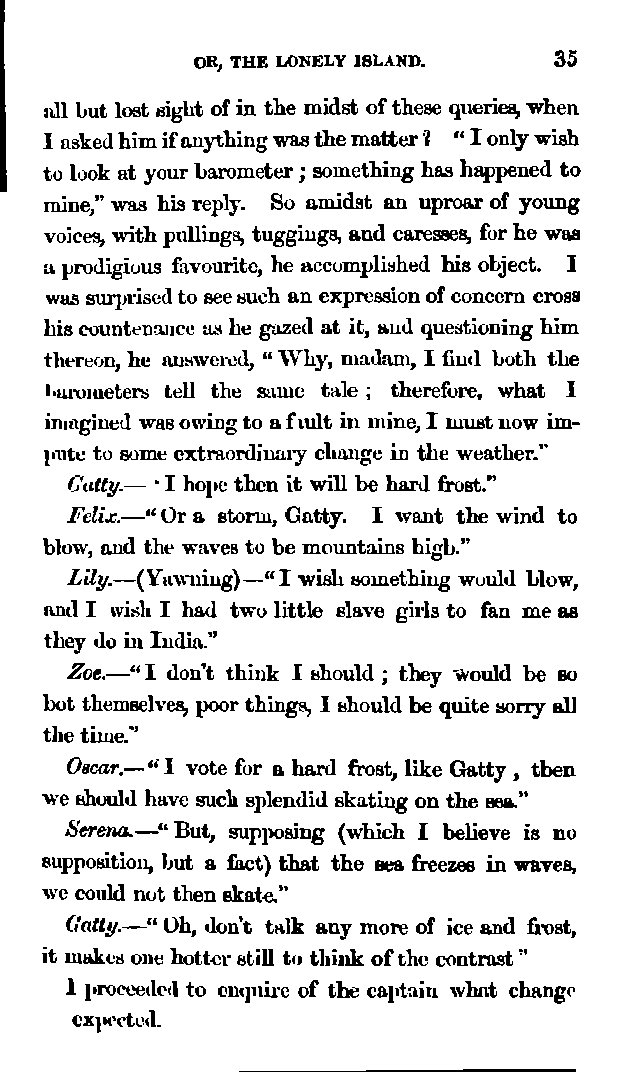 OR, THE LONELY ISLAND. 35
all but lost sight of in the midst of these queries, when
I asked him if anything was the matter? "I only wish
to look at your barometer; something has happened to
mine," was his reply. So amidst an uproar of young
voices, with pullings, tuggings, and caresses, for he was
a prodigious favourite, he accomplished his object. I
was surprised to see such an expression of concern cross
his countenance as he gazed at it, and questioning him
thereon, he answered, "Why, madam, I find both the
barometers tell the same tale; therefore, what I
imagined was owing to a fault in mine, I must now im-
pute to some extraordinary change in the weather."
Gatty.—"I hope then it will be hard frost."
Felix.—"Or a storm, Gatty. I want the wind to
blow, and the waves to be mountains high."
Lily.—(Yawning)—"I wish something would blow,
and I wish I had two little slave girls to fan me as
they do in India."
Zoe.—"I don't think I should; they would be so
hot themselves, poor things, I should be quite sorry all
the time."
Oscar.—"I vote for a hard frost, like Gatty, then
we should have such splendid skating on the sea."
Serena.—"But, supposing (which I believe is no
supposition, but a fact) that the sea freezes in waves,
we could not then skate."
Gatty.—"Oh, don't talk any more of ice and frost,
it makes one hotter still to think of the contrast"
I proceeded to enquire of the captain what change
expected.